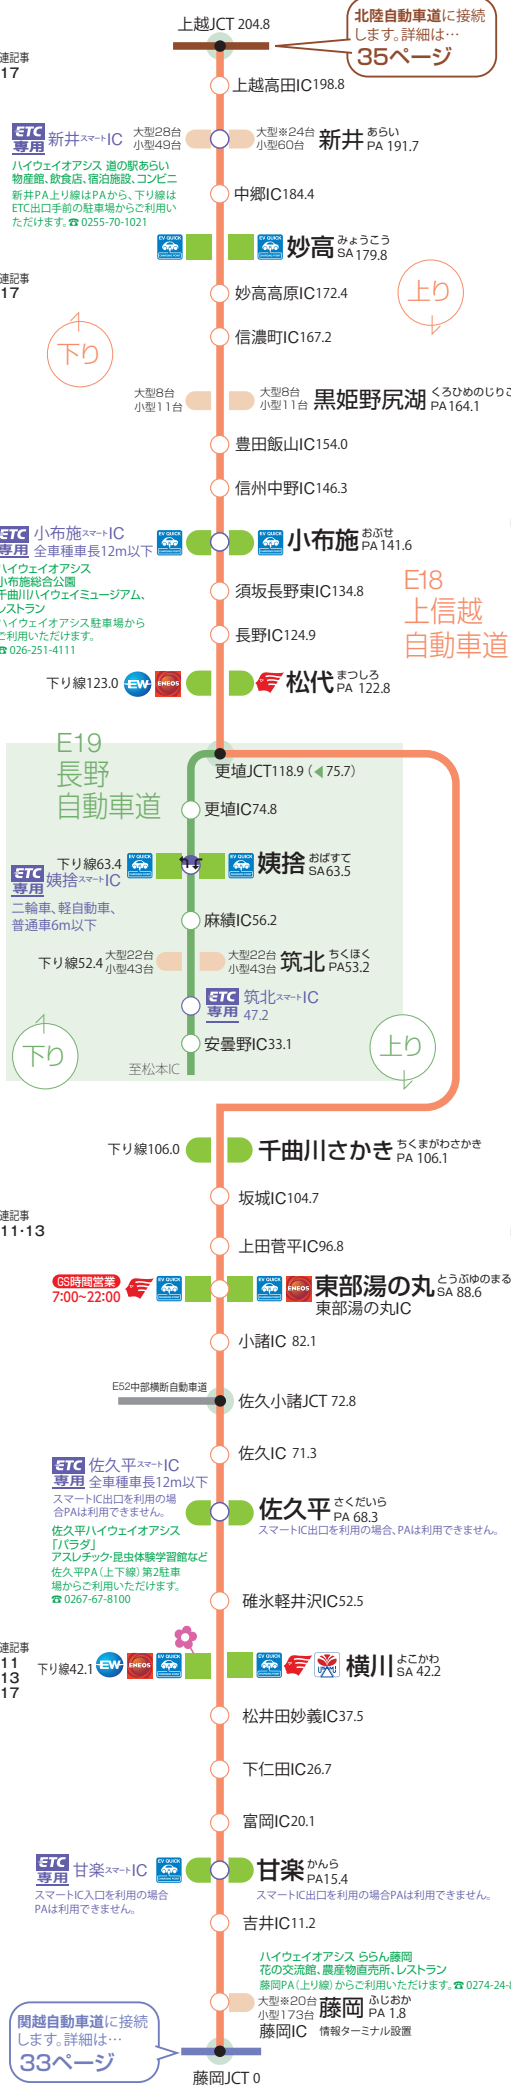 上越JCT 204.8
北陸自動車道に接続
します。詳細は…
35ページ
連記事
17
上越高田IC198.8
ETC
専用
新井スマートIC
大型28台
小型49台
大型※24台
小型60台
新井 あらい
PA 191.7
ハイウェイオアシス 道の駅あらい
物産館、飲食店、宿泊施設、コンビニ
新井PA上り線はPAから、下り線は
ETC出口手前の駐車場からご利用い
ただけます。☎0255-70-1021
中郷IC184.4
EV QUICK
EV QUICK
妙高 みょうこう
SA 179.8
連記事
17
妙高高原IC172.4
上り
信濃町IC167.2
下り
大型8台
小型11台
大型8台
小型11台
黒姫野尻湖 くろひめのじりこ
PA164.1
豊田飯山IC154.0
信州中野IC146.3
ETC
専用
小布施スマートIC
全車種車長12m以下
EV QUICK
EV QUICK
小布施 おぶせ
PA 141.6
ハイウェイオアシス
小布施総合公園
千曲川ハイウェイミュージアム、
レストラン
ハイウェイオアシス駐車場から
ご利用いただけます。
☎026-251-4111
E18
上信越
自動車道
須坂長野東IC134.8
長野IC124.9
下り線123.0
EW
ENEOS
松代 まつしろ
PA 122.8
E19
長野
自動車道
更埴JCT118.9(◀75.7)
更埴IC74.8
下り線63.4
EV QUICK
EV QUICK
姨捨 おばすて
SA63.5
ETC
専用
姨捨スマートIC
二輪車、軽自動車、
普通車6m以下
麻績IC56.2
下り線52.4
大型22台
小型43台
大型22台
小型43台
筑北 ちくほく
PA53.2
ETC
専用
筑北スマートIC
47.2
下り
上り
安曇野IC33.1
至松本IC
下り線106.0
千曲川さかき ちくまがわさかき
PA 106.1
坂城IC104.7
連記事
11・13
上田菅平IC96.8
GS時間営業
7:00~22:00
EV QUICK
EV QUICK
ENEOS
東部湯の丸 とうぶゆのまる
SA 88.6
東部湯の丸IC
小諸IC 82.1
E52中部横断自動車道
佐久小諸JCT 72.8
佐久IC 71.3
ETC
専用
佐久平スマートIC
全車種車長12m以下
スマートIC出口を利用の場
合PAは利用できません。
佐久平 さくだいら
PA 68.3
スマートIC出口を利用の場合、PAは利用できません。
佐久平ハイウェイオアシス
「パラダ」
アスレチック・昆虫体験学習館など
佐久平PA(上下線)第2駐車
場からご利用いただけます。
☎0267-67-8100
碓氷軽井沢IC52.5
連記事
11
13
17
下り線42.1
EW
ENEOS
EV QUICK
EV QUICK
横川 よこかわ
SA 42.2
松井田妙義IC37.5
下仁田IC26.7
富岡IC20.1
ETC
専用
甘楽スマートIC
EV QUICK
EV QUICK
甘楽 かんら
PA15.4
スマートIC入口を利用の場合
PAは利用できません。
スマートIC出口を利用の場合PAは利用できません。
吉井IC11.2
ハイウェイオアシス ららん藤岡
花の交流館、農産物直売所、レストラン
藤岡PA(上り線)からご利用いただけます。☎0274-24-8
大型※20台
小型173台
藤岡 ふじおか
PA 1.8
藤岡IC 情報ターミナル設置
関越自動車道に接続
します。詳細は…
33ページ
藤岡JCT 0